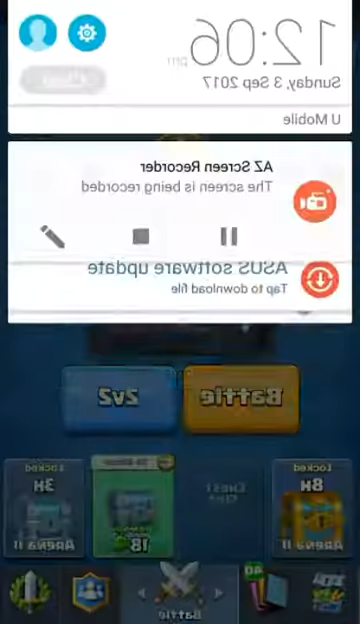 12:06 pm
Sunday, 3 Sep 2017
U Mobile
AZ Screen Recorder
The screen is being recorded
ASUS software update
Tap to download file
Battle
2v2
Locked
8H
Arena 11
18
Locked
3H
Arena 11
Battle